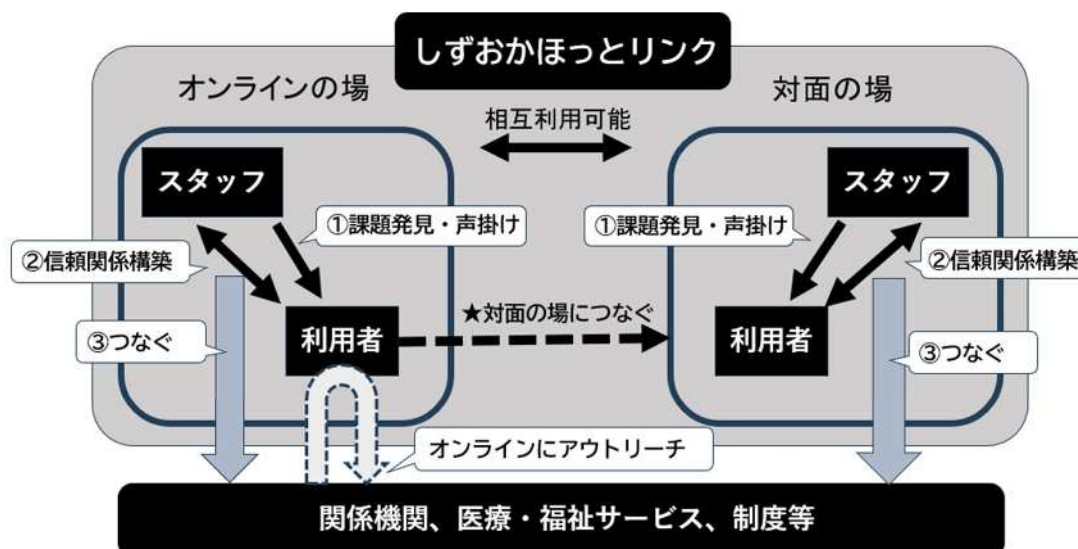 しずおかほっとリンク
オンラインの場
対面の場
相互利用可能
スタッフ
スタッフ
①課題発見・声掛け
①課題発見・声掛け
②信頼関係構築
②信頼関係構築
★対面の場につなぐ
③つなぐ
利用者
利用者
③つなぐ
オンラインにアウトリーチ
関係機関、医療・福祉サービス、制度等